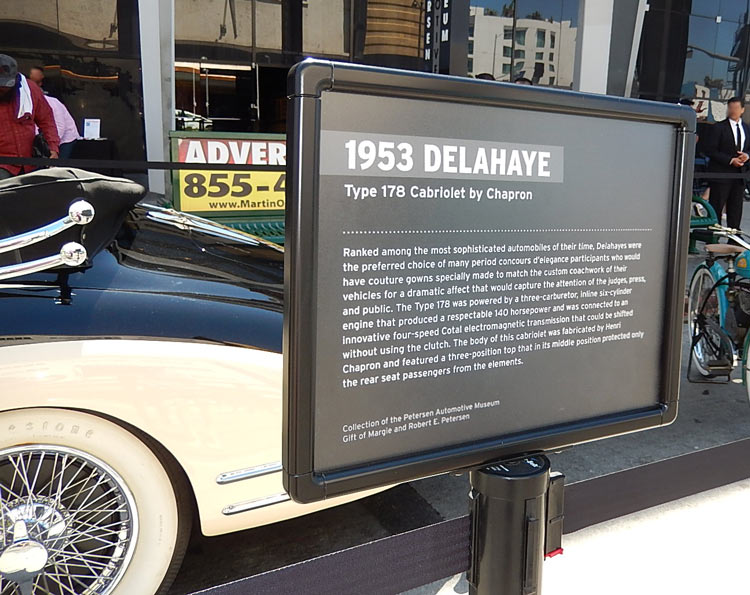 ADVER
855-4
www.MartinO
1953 DELAHAYE
Type 178 Cabriolet by Chapron
Ranked among the most sophisticated automobiles of their time, Delahayes were
the preferred choice of many period concours d'elegance participants who would
have couture gowns specially made to match the custom coachwork of their
vehicles for a dramatic affect that would capture the attention of the judges, press,
and public. The Type 178 was powered by a three-carburetor, inline six-cylinder
engine that produced a respectable 140 horsepower and was connected to an
innovative four-speed Cotal electromagnetic transmission that could be shifted
without using the clutch. The body of this cabriolet was fabricated by Henri
Chapron and featured a three-position top that in its middle position protected only
the rear seat passengers from the elements.
Collection of the Petersen Automotive Museum
Gift of Margie and Robert E. Petersen